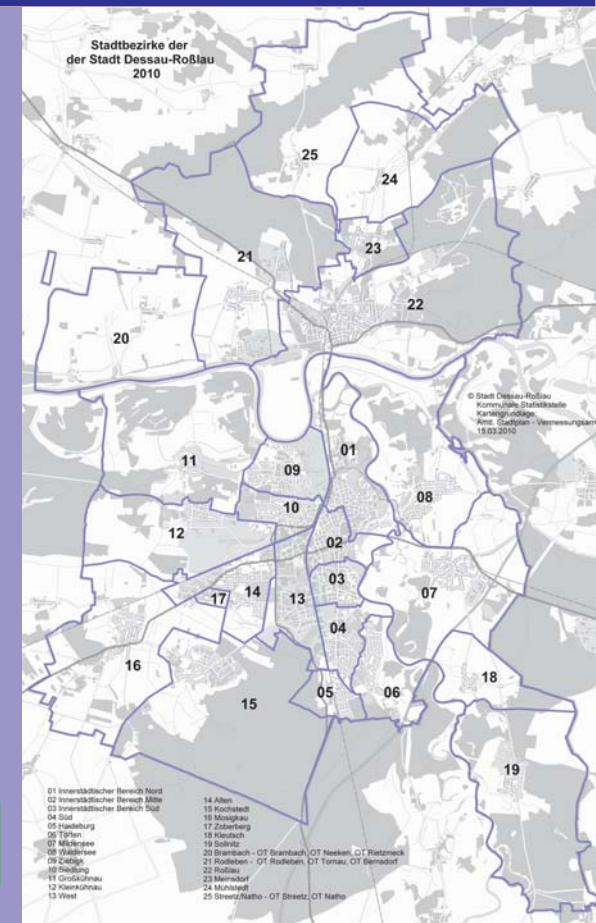 Stadtbezirke der
der Stadt Dessau-Roßlau
2010
25
24
23
21
22
20
© Stadt Dessau-Roßlau
Kommunale Statistikstelle
Kartengrundlage:
Amtl. Stadtplan - Vermessungsamt
15.03.2010
01
09
11
08
10
12
02
03
07
17
14
13
04
16
18
15
05
06
19
01 Innerstädtischer Bereich Nord
02 Innerstädtischer Bereich Mitte
03 Innerstädtischer Bereich Süd
04 Süd
05 Haideburg
06 Törten
07 Mildensee
08 Waldersee
09 Ziebigk
10 Siedlung
11 Großkühnau
12 Kleinkühnau
13 West
14 Alten
15 Kochstedt
16 Mosigkau
17 Zoberberg
18 Kleutsch
19 Sollnitz
20 Brambach - OT Brambach, OT Neeken, OT Rietzmeck
21 Rodleben - OT Rodleben, OT Tornau, OT Bernsdorf
22 Roßlau
23 Meinsdorf
24 Mühlstedt
25 Streetz/Natho - OT Streetz, OT Natho